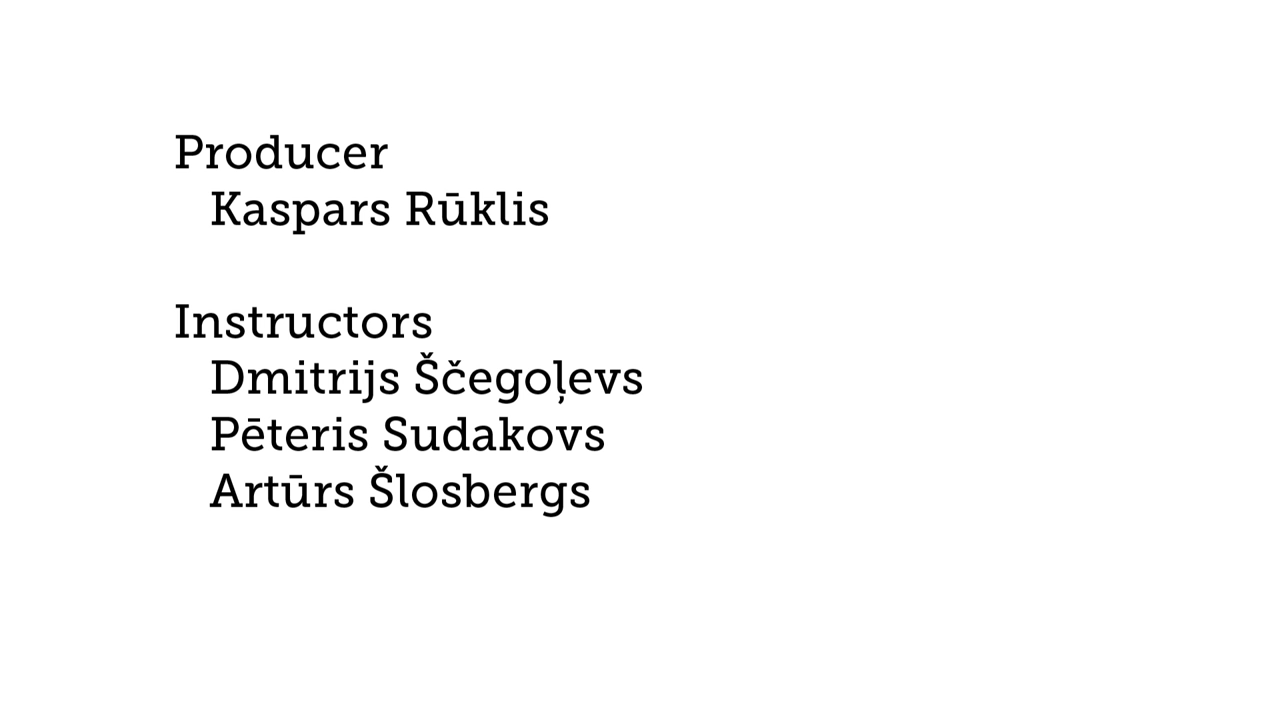 Producer
Kaspars Rūklis
Instructors
Dmitrijs Ščegoļevs
Pēteris Sudakovs
Artūrs Šlosbergs